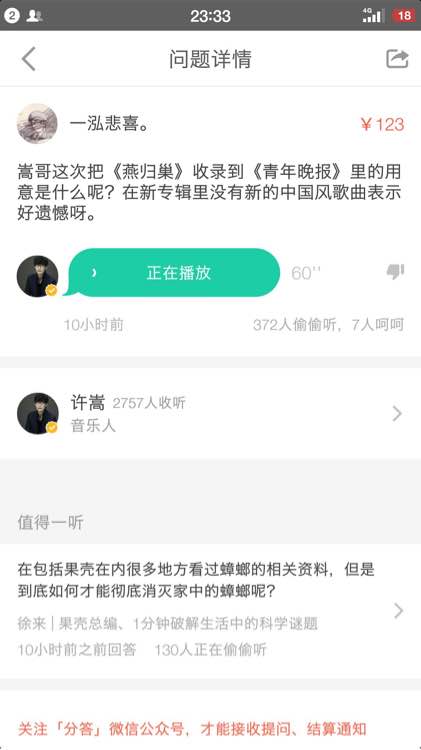 2
23:33
4G
18
问题详情
一泓悲喜。
￥123
嵩哥这次把《燕归巢》收录到《青年晚报》里的用
意是什么呢？在新专辑里没有新的中国风歌曲表示
好遗憾呀。
正在播放
60''
10小时前
372人偷偷听，7人呵呵
许嵩 2757人收听
音乐人
值得一听
在包括果壳在内很多地方看过蟑螂的相关资料，但是
到底如何才能彻底消灭家中的蟑螂呢？
徐来 | 果壳总编、1分钟破解生活中的科学谜题
10小时前之前回答 130人正在偷偷听
关注「分答」微信公众号，才能接收提问、结算通知